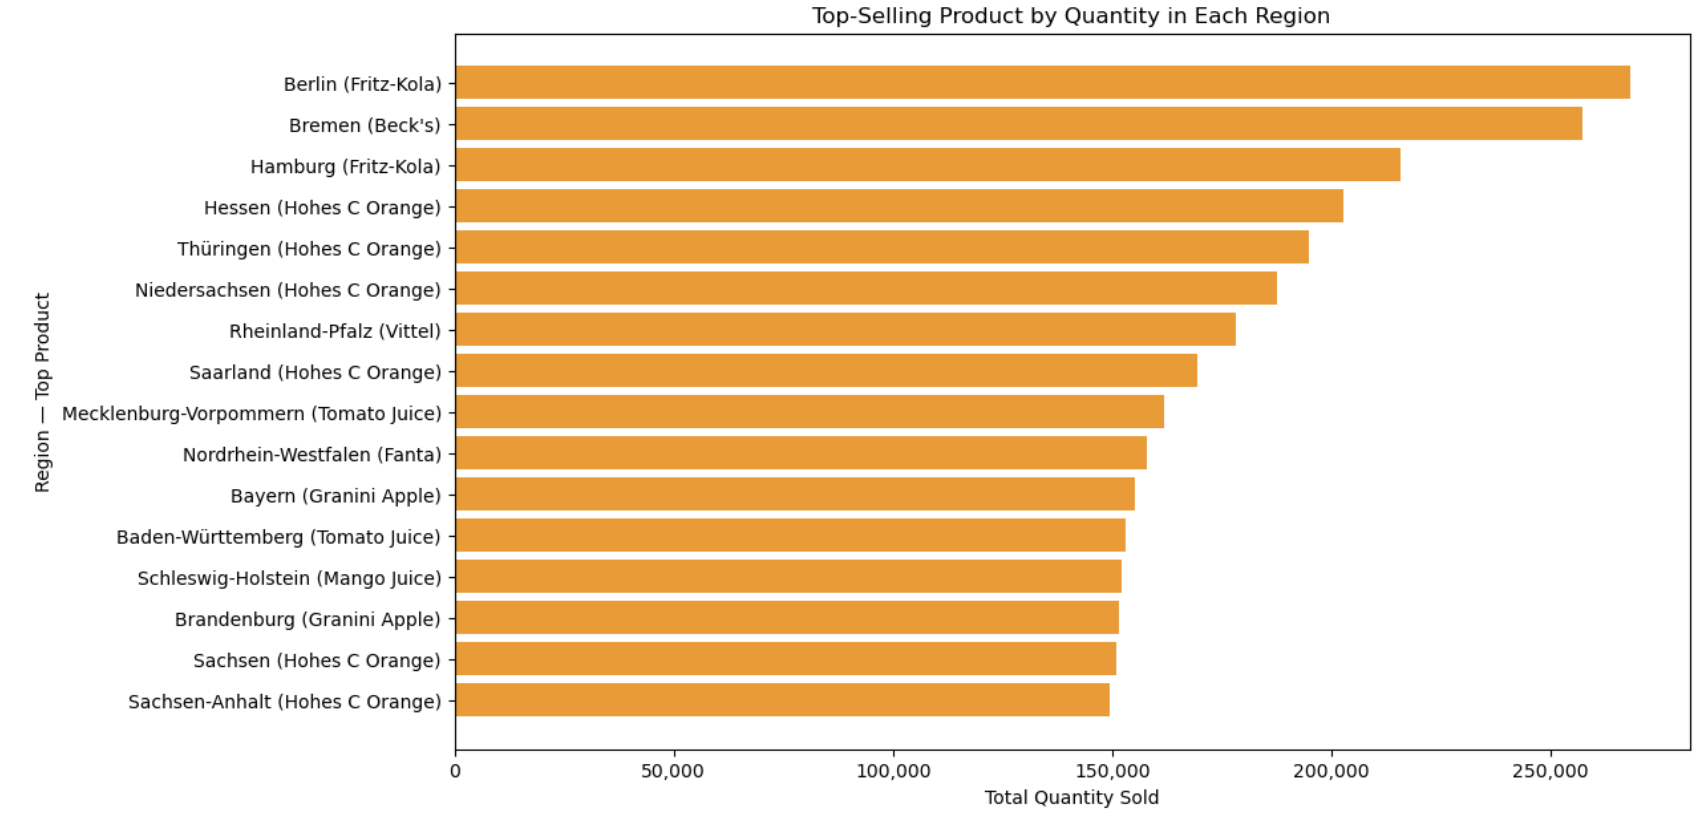 Top-Selling Product by Quantity in Each Region
Region — Top Product
Berlin (Fritz-Kola)
Bremen (Beck's)
Hamburg (Fritz-Kola)
Hessen (Hohes C Orange)
Thüringen (Hohes C Orange)
Niedersachsen (Hohes C Orange)
Rheinland-Pfalz (Vittel)
Saarland (Hohes C Orange)
Mecklenburg-Vorpommern (Tomato Juice)
Nordrhein-Westfalen (Fanta)
Bayern (Granini Apple)
Baden-Württemberg (Tomato Juice)
Schleswig-Holstein (Mango Juice)
Brandenburg (Granini Apple)
Sachsen (Hohes C Orange)
Sachsen-Anhalt (Hohes C Orange)
0 50,000 100,000 150,000 200,000 250,000
Total Quantity Sold